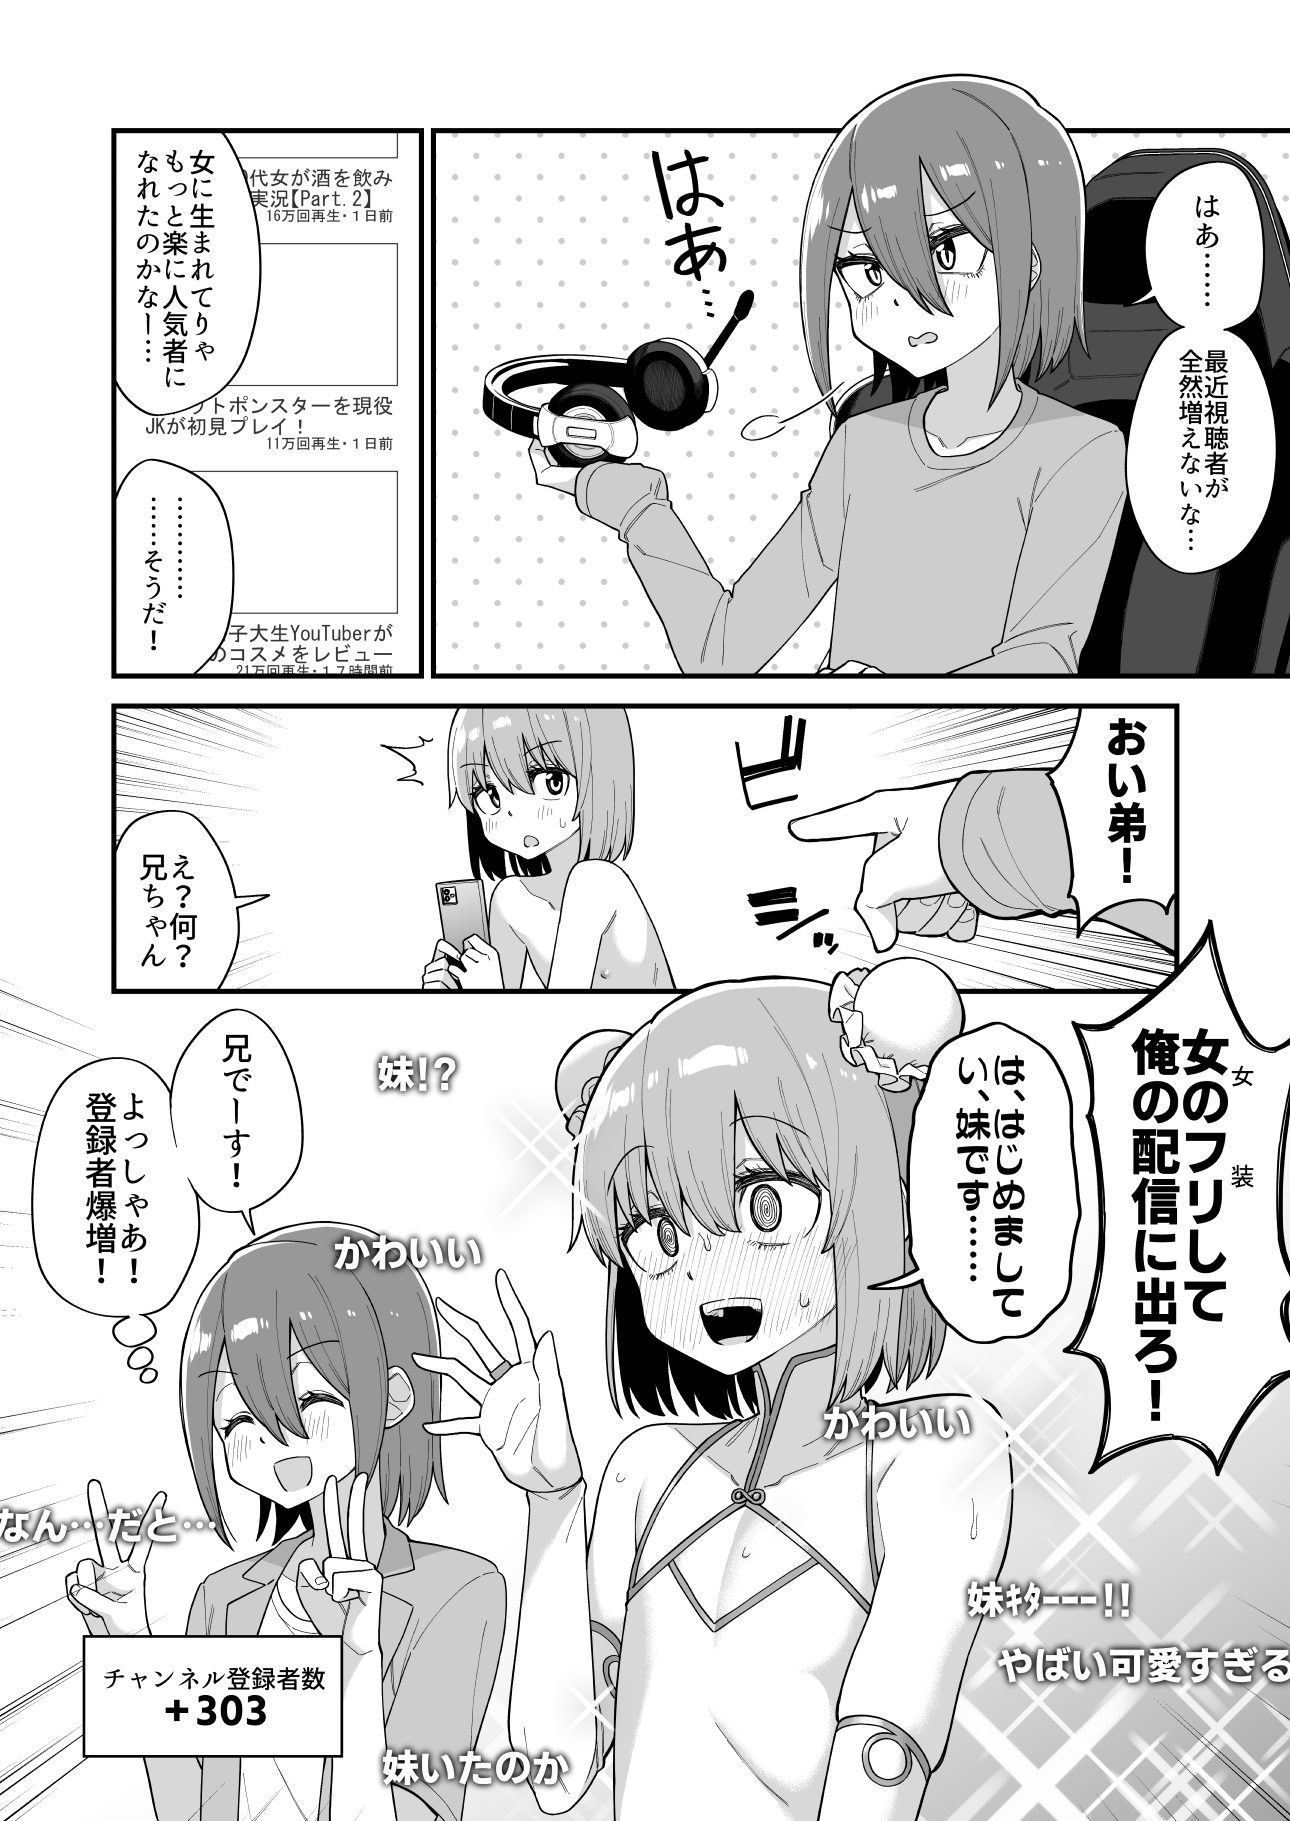 はあ……
最近視聴者が
全然増えないな…
はあ…
0代女が酒を飲み
実況【Part.2】
16万回再生・1日前
女に生まれてりゃ
もっと楽に人気者に
なれたのかなー…
ットポンスターを現役
JKが初見プレイ！
11万回再生・1日前
…………
……そうだ！
子大生YouTuberが
のコスメをレビュー
21万回再生・17時間前
おい弟！
ビシッ
え？何？
兄ちゃん
女のフリして
女装
俺の配信に出ろ！
は、はじめまして
い、妹です……
妹!?
兄でーす！
よっしゃあ！
登録者爆増！
かわいい
かわいい
なん…だと…
妹ｷﾀｰｰｰ!!
やばい可愛すぎる
チャンネル登録者数
+303
妹いたのか